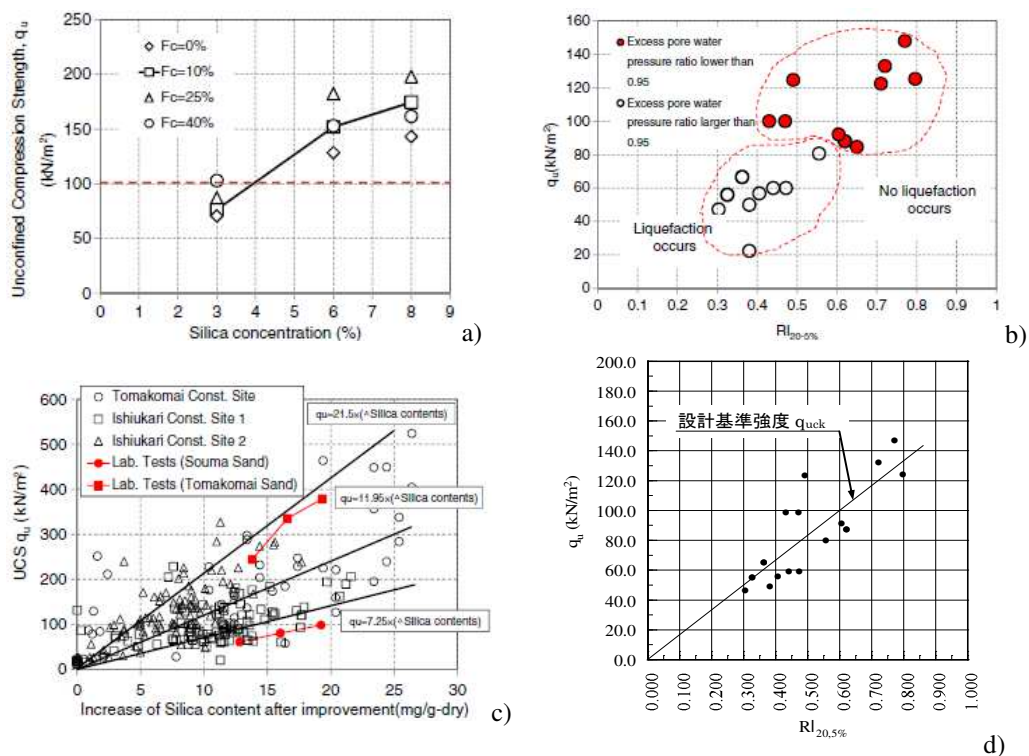 Unconfined Compression Strength, qu
(kN/m²)
250
200
150
100
50
0
Fc=0%
Fc=10%
Fc=25%
Fc=40%
0 1 2 3 4 5 6 7 8 9
Silica concentration (%)
a)
qu(kN/m²)
160
140
120
100
80
60
40
20
0
Excess pore water
pressure ratio lower than
0.95
Excess pore water
pressure ratio larger than
0.95
Liquefaction
occurs
No liquefaction
occurs
0 0.1 0.2 0.3 0.4 0.5 0.6 0.7 0.8 0.9 1
Rl20-5%
b)
UCS qu (kN/m²)
600
500
400
300
200
100
0
Tomakomai Const. Site
Ishiukari Const. Site 1
Ishiukari Const. Site 2
Lab. Tests (Souma Sand)
Lab. Tests (Tomakomai Sand)
qu=21.5×(^Silica contents)
qu=11.95×(^Silica contents)
qu=7.25×(÷Silica contents)
0 5 10 15 20 25 30
Increase of Silica content after improvement(mg/g-dry)
c)
qu (kN/m²)
200.0
180.0
160.0
140.0
120.0
100.0
80.0
60.0
40.0
20.0
0.0
設計基準強度 quck
0.000 0.100 0.200 0.300 0.400 0.500 0.600 0.700 0.800 0.900 1.000
Rl20,5%
d)